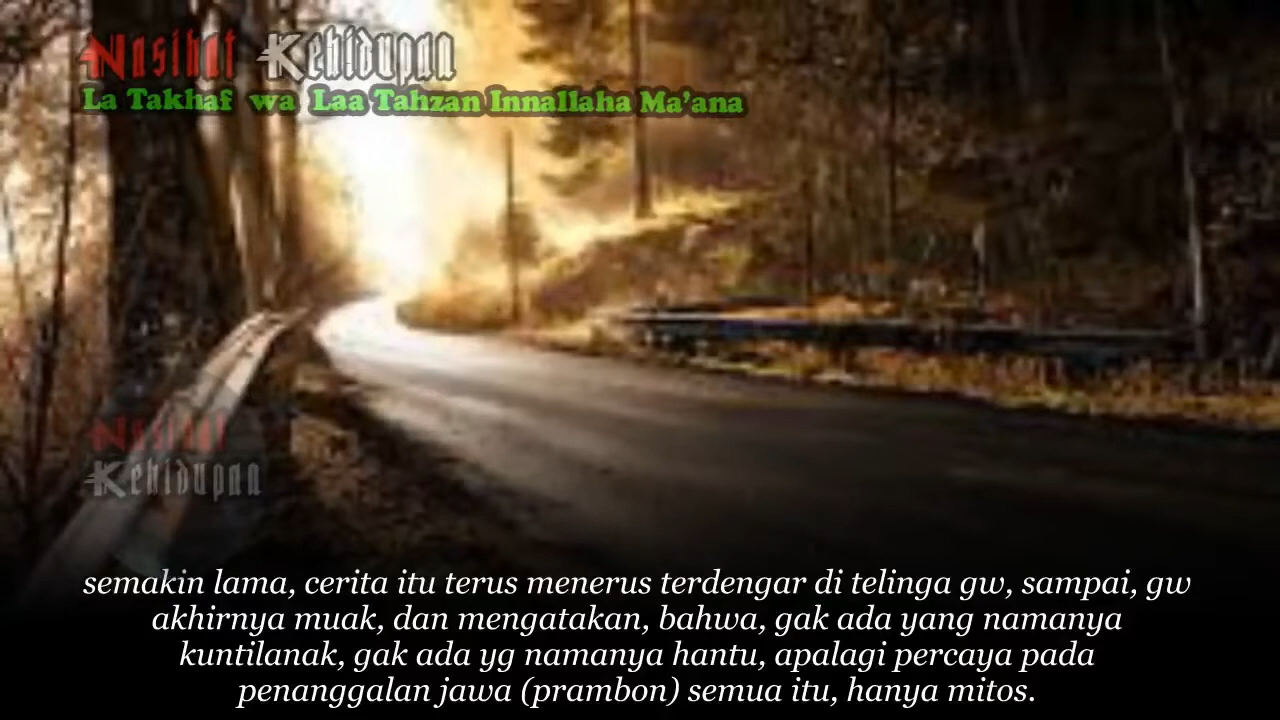 Nasihat Kehidupan
La Takhaf wa Laa Tahzan Innallaha Ma'ana
Nasihat
Kehidupan
semakin lama, cerita itu terus menerus terdengar di telinga gw, sampai, gw
akhirnya muak, dan mengatakan, bahwa, gak ada yang namanya
kuntilanak, gak ada yg namanya hantu, apalagi percaya pada
penanggalan jawa (prambon) semua itu, hanya mitos.